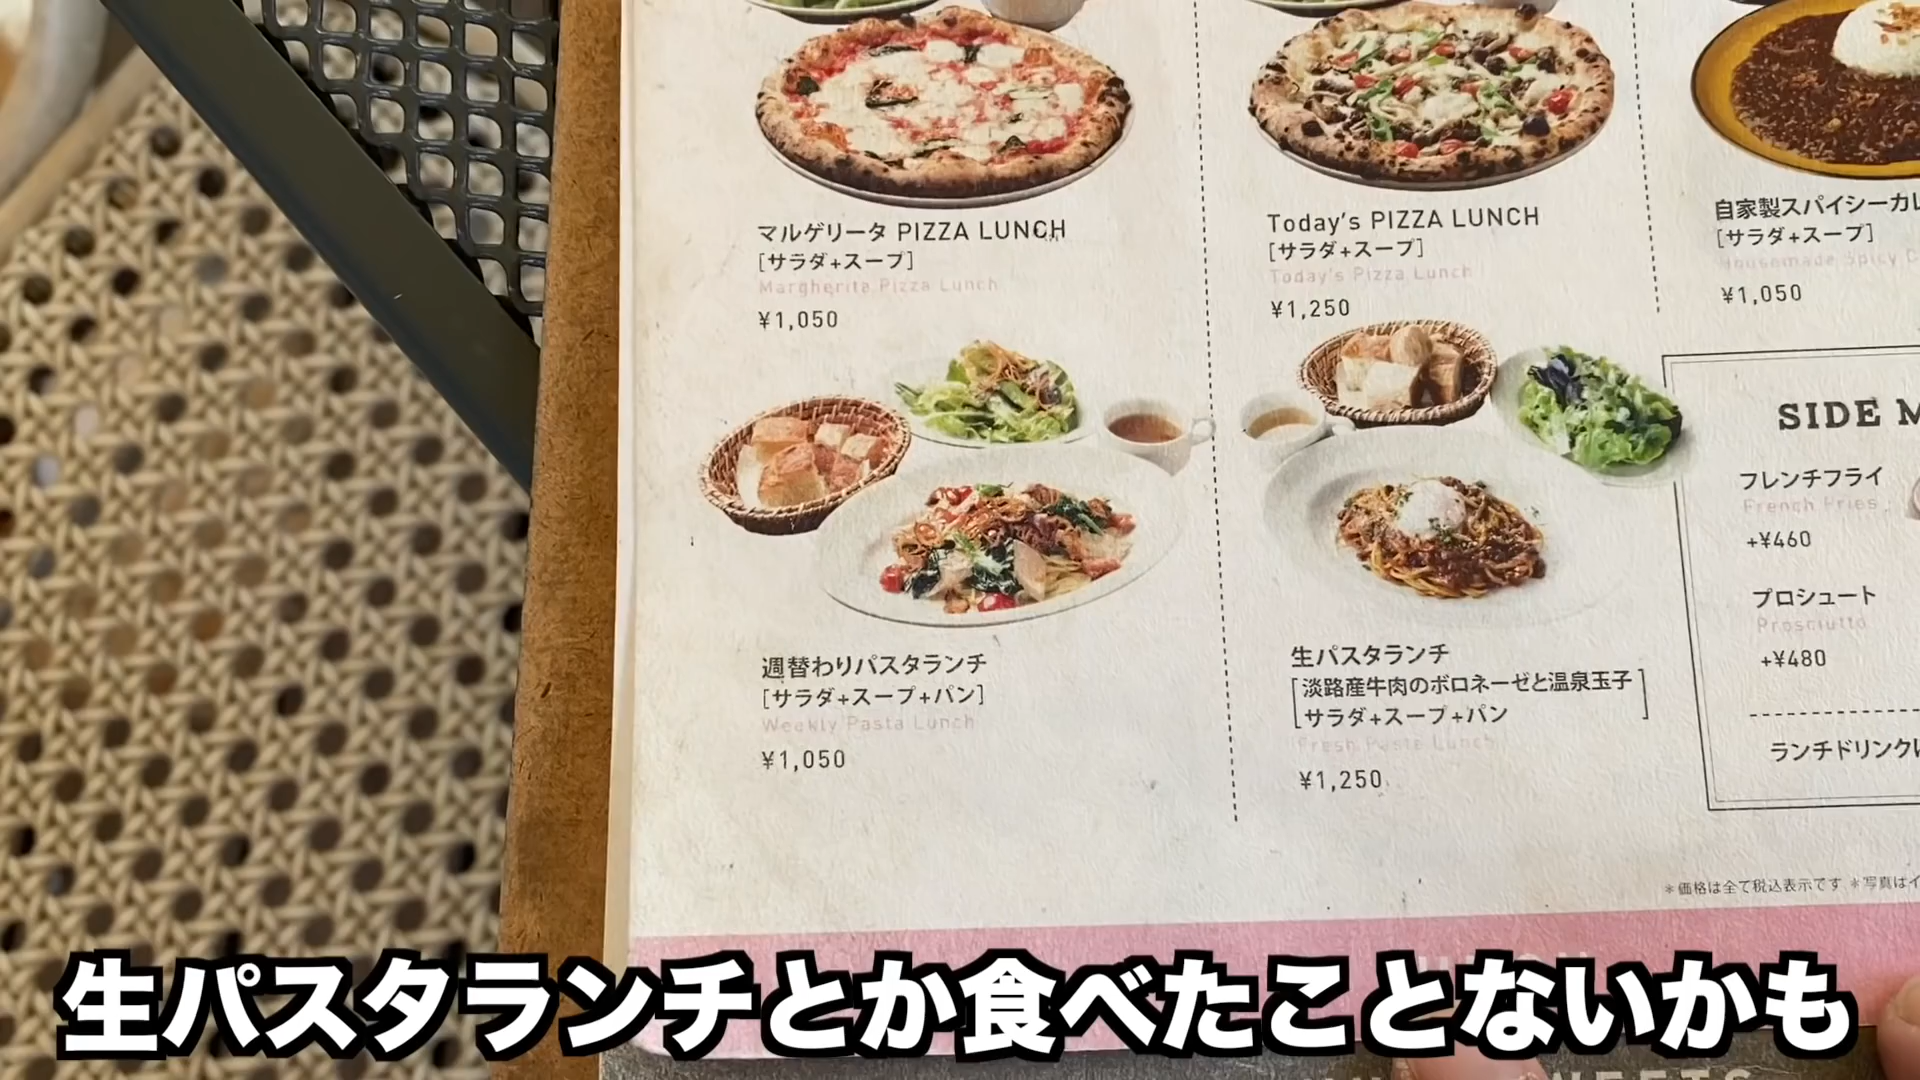 マルゲリータ PIZZA LUNCH
[サラダ+スープ]
Margherita Pizza Lunch
¥1,050
Today's PIZZA LUNCH
[サラダ+スープ]
Today's Pizza Lunch
¥1,250
自家製スパイシーカレ
[サラダ+スープ]
Housemade Spicy C
¥1,050
週替わりパスタランチ
[サラダ+スープ+パン]
Weekly Pasta Lunch
¥1,050
生パスタランチ
[淡路産牛肉のボロネーゼと温泉玉子
サラダ+スープ+パン]
Fresh Pasta Lunch
¥1,250
SIDE M
フレンチフライ
French Fries
+¥460
プロシュート
Prosciutto
+¥480
ランチドリンク
*価格は全て税込表示です *写真はイ
生パスタランチとか食べたことないかも